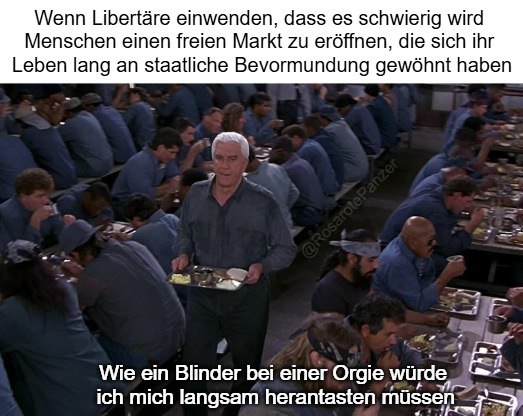 Wenn Libertäre einwenden, dass es schwierig wird
Menschen einen freien Markt zu eröffnen, die sich ihr
Leben lang an staatliche Bevormundung gewöhnt haben
@RosarotePanzer
Wie ein Blinder bei einer Orgie würde
ich mich langsam herantasten müssen